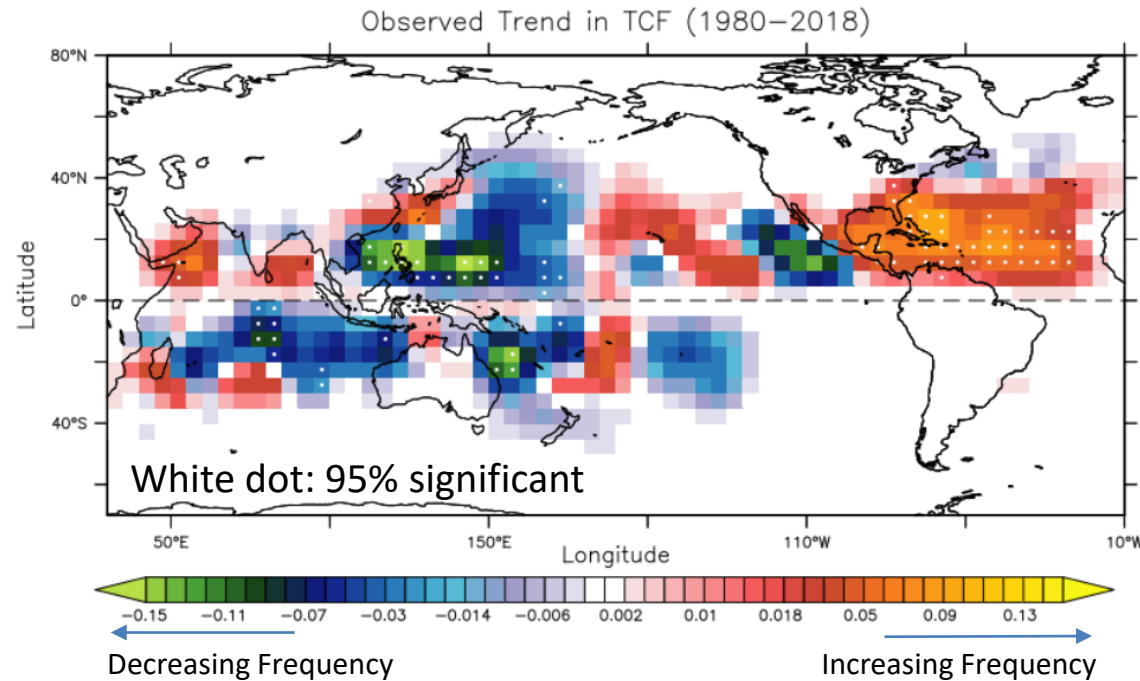 Observed Trend in TCF (1980−2018)
80°N
40°N
0°
40°S
Latitude
White dot: 95% significant
50°E 150°E 110°W 10°W
Longitude
−0.15 −0.11 −0.07 −0.03 −0.014 −0.006 0.002 0.01 0.018 0.05 0.09 0.13
Decreasing Frequency Increasing Frequency